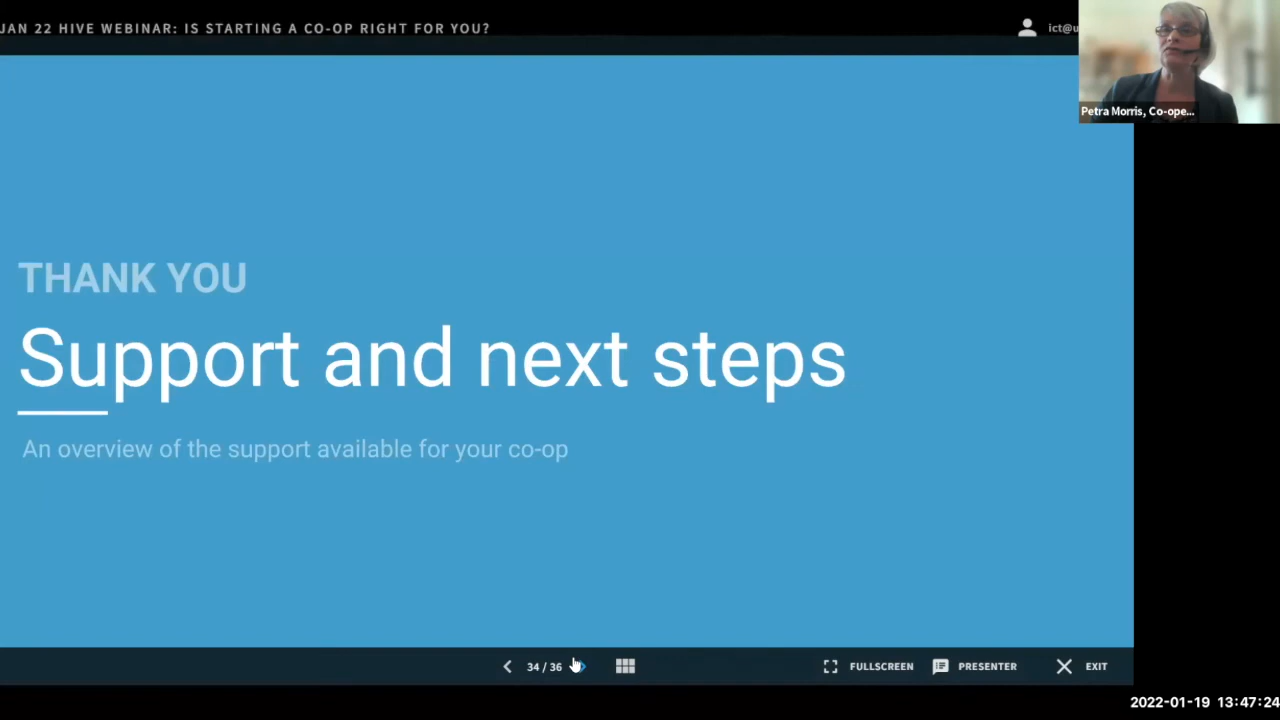 JAN 22 HIVE WEBINAR: IS STARTING A CO-OP RIGHT FOR YOU?
ict@u
Petra Morris, Co-ope...
THANK YOU
Support and next steps
An overview of the support available for your co-op
34 / 36
FULLSCREEN
PRESENTER
EXIT
2022-01-19 13:47:24